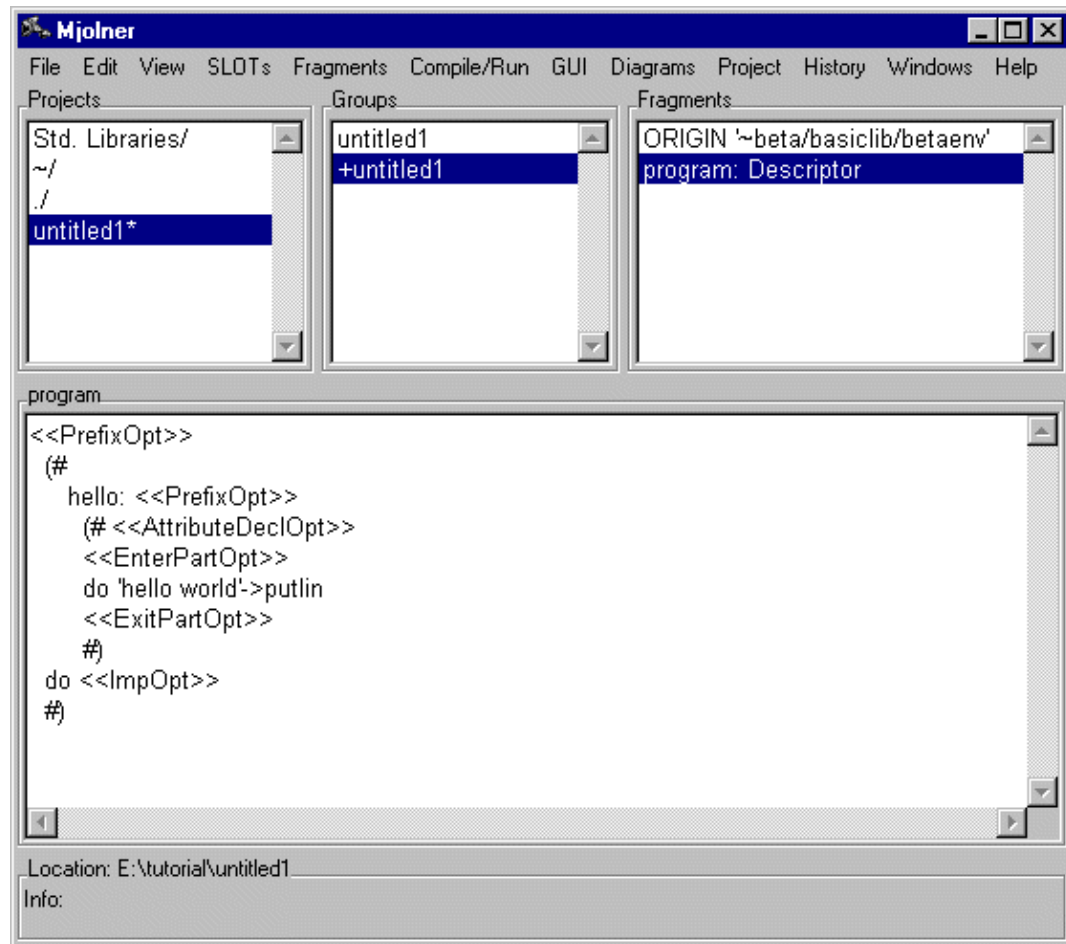 Mjolner
File Edit View SLOTs Fragments Compile/Run GUI Diagrams Project History Windows Help
Projects
Std. Libraries/
~/
./
untitled1*
Groups
untitled1
+untitled1
Fragments
ORIGIN '~beta/basiclib/betaenv'
program: Descriptor
program
<<PrefixOpt>>
(#
hello: <<PrefixOpt>>
(# <<AttributeDeclOpt>>
<<EnterPartOpt>>
do 'hello world'->putlin
<<ExitPartOpt>>
#)
do <<ImpOpt>>
#)
Location: E:\tutorial\untitled1
Info: